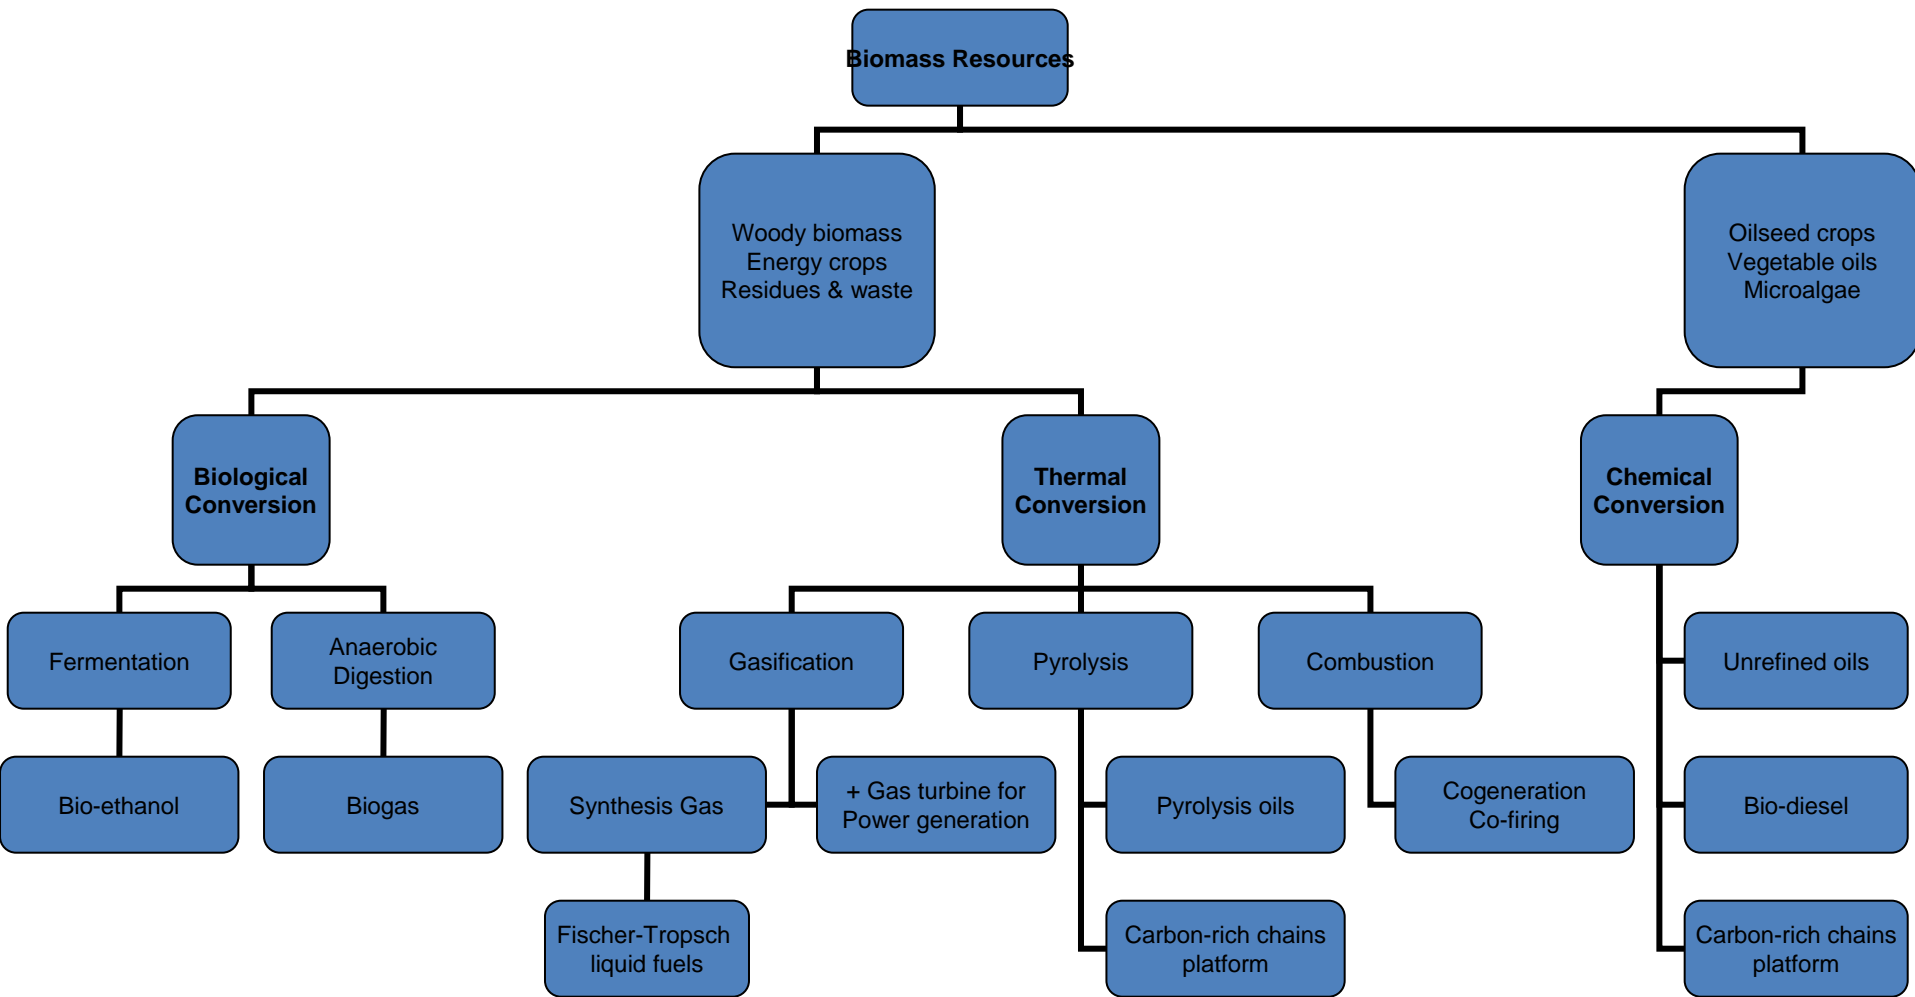 Biomass Resources
Woody biomass
Energy crops
Residues & waste
Oilseed crops
Vegetable oils
Microalgae
Biological
Conversion
Thermal
Conversion
Chemical
Conversion
Fermentation
Anaerobic
Digestion
Gasification
Pyrolysis
Combustion
Unrefined oils
Bio-ethanol
Biogas
Synthesis Gas
+ Gas turbine for
Power generation
Pyrolysis oils
Cogeneration
Co-firing
Bio-diesel
Fischer-Tropsch
liquid fuels
Carbon-rich chains
platform
Carbon-rich chains
platform